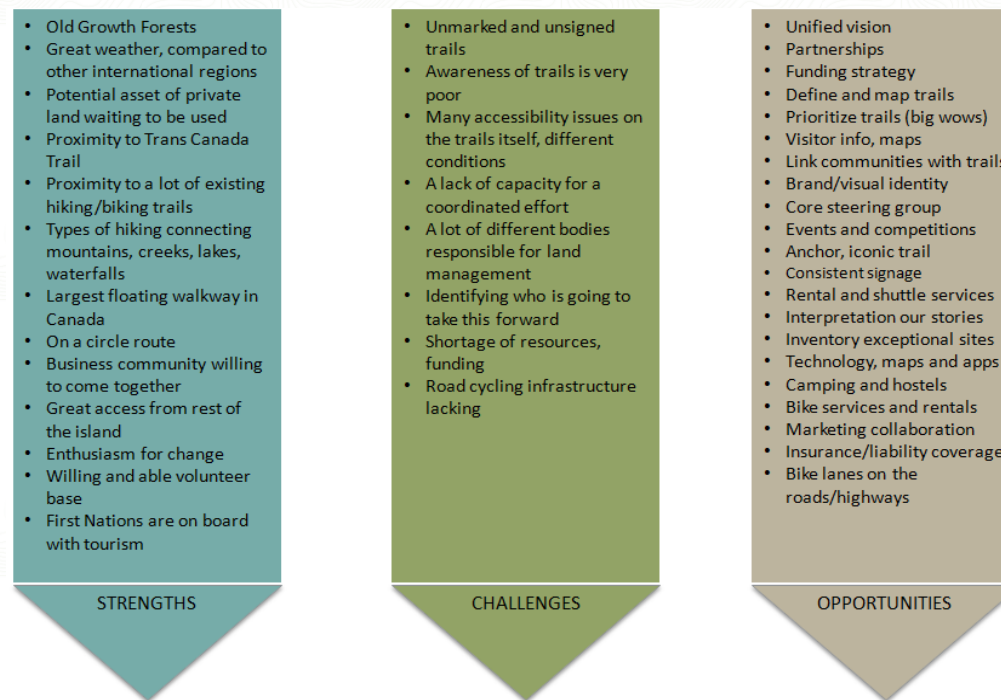 • Old Growth Forests
• Great weather, compared to
other international regions
• Potential asset of private
land waiting to be used
• Proximity to Trans Canada
Trail
• Proximity to a lot of existing
hiking/biking trails
• Types of hiking connecting
mountains, creeks, lakes,
waterfalls
• Largest floating walkway in
Canada
• On a circle route
• Business community willing
to come together
• Great access from rest of
the island
• Enthusiasm for change
• Willing and able volunteer
base
• First Nations are on board
with tourism
STRENGTHS
• Unmarked and unsigned
trails
• Awareness of trails is very
poor
• Many accessibility issues on
the trails itself, different
conditions
• A lack of capacity for a
coordinated effort
• A lot of different bodies
responsible for land
management
• Identifying who is going to
take this forward
• Shortage of resources,
funding
• Road cycling infrastructure
lacking
CHALLENGES
• Unified vision
• Partnerships
• Funding strategy
• Define and map trails
• Prioritize trails (big wows)
• Visitor info, maps
• Link communities with trails
• Brand/visual identity
• Core steering group
• Events and competitions
• Anchor, iconic trail
• Consistent signage
• Rental and shuttle services
• Interpretation our stories
• Inventory exceptional sites
• Technology, maps and apps
• Camping and hostels
• Bike services and rentals
• Marketing collaboration
• Insurance/liability coverage
• Bike lanes on the
roads/highways
OPPORTUNITIES